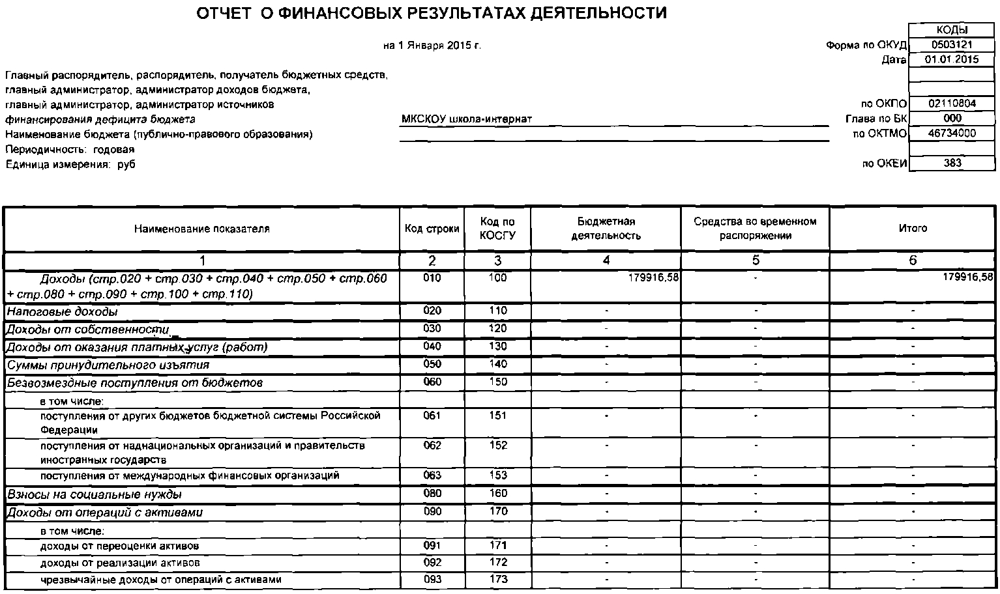 ОТЧЕТ О ФИНАНСОВЫХ РЕЗУЛЬТАТАХ ДЕЯТЕЛЬНОСТИ
КОДЫ
на 1 Января 2015 г.
Форма по ОКУД 0503121
Дата 01.01.2015
Главный распорядитель, распорядитель, получатель бюджетных средств,
главный администратор, администратор доходов бюджета,
главный администратор, администратор источников по ОКПО 02110804
финансирования дефицита бюджета МКСКОУ школа-интернат Глава по БК 000
Наименование бюджета (публично-правового образования) по ОКТМО 46734000
Периодичность: годовая
Единица измерения: руб по ОКЕИ 383
Наименование показателя Код строки Код по КОСГУ Бюджетная деятельность Средства во временном распоряжении Итого
1 2 3 4 5 6
Доходы (стр.020 + стр.030 + стр.040 + стр.050 + стр.060 010 100 179916,58 - 179916,58
+ стр.080 + стр.090 + стр.100 + стр.110)
Налоговые доходы 020 110 - - -
Доходы от собственности 030 120 - - -
Доходы от оказания платных услуг (работ) 040 130 - - -
Суммы принудительного изъятия 050 140 - - -
Безвозмездные поступления от бюджетов 060 150 - - -
в том числе:
поступления от других бюджетов бюджетной системы Российской 061 151 - - -
Федерации
поступления от наднациональных организаций и правительств 062 152 - - -
иностранных государств
поступления от международных финансовых организаций 063 153 - - -
Взносы на социальные нужды 080 160 - - -
Доходы от операций с активами 090 170 - - -
в том числе:
доходы от переоценки активов 091 171 - - -
доходы от реализации активов 092 172 - - -
чрезвычайные доходы от операций с активами 093 173 - - -